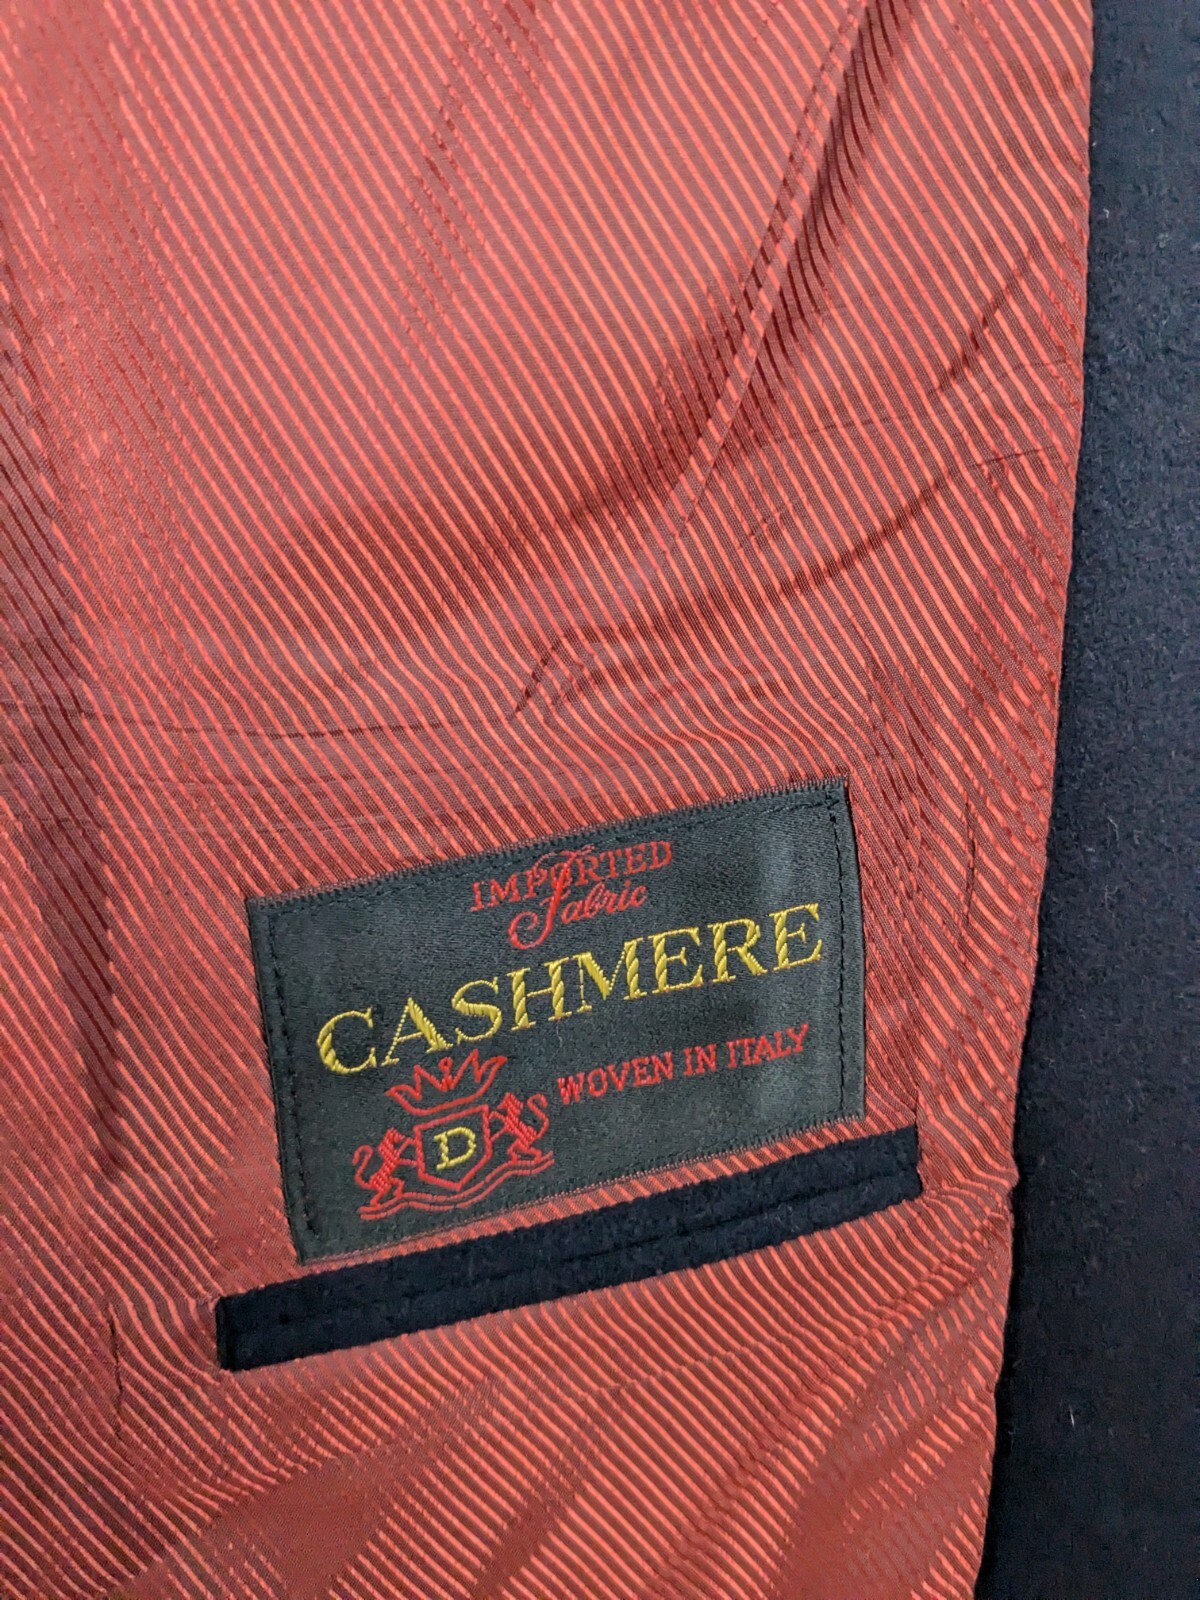 IMPORTED
Fabric
CASHMERE
WOVEN IN ITALY
D